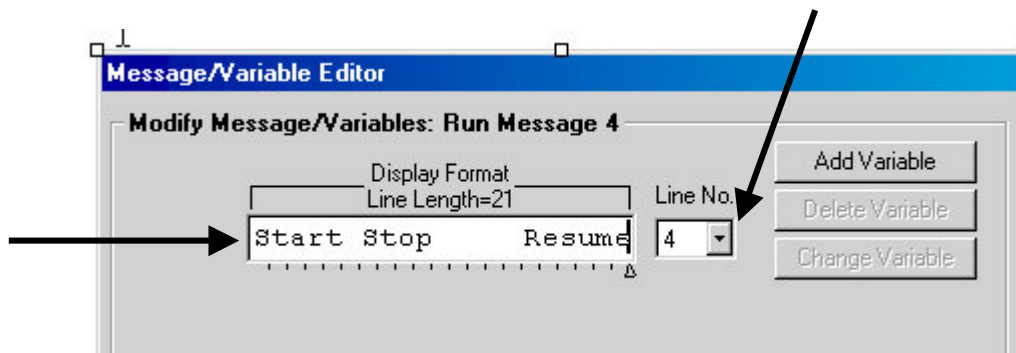 Message/Variable Editor
Modify Message/Variables: Run Message 4
Display Format
Line Length=21
Line No.
Start Stop     Resume
4
Add Variable
Delete Variable
Change Variable